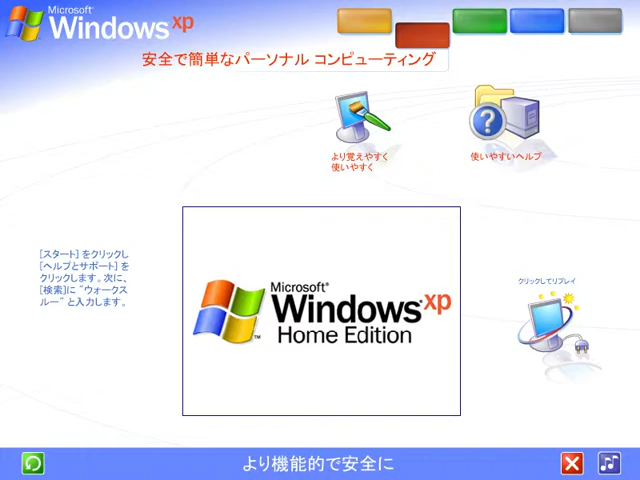 Microsoft®
Windows xp
安全で簡単なパーソナル コンピューティング
より覚えやすく
使いやすく
使いやすいヘルプ
[スタート] をクリックし
[ヘルプとサポート] を
クリックします。次に、
[検索]に “ウォークス
ルー” と入力します。
Microsoft®
Windows xp
Home Edition
TM
クリックしてリプレイ
より機能的で安全に